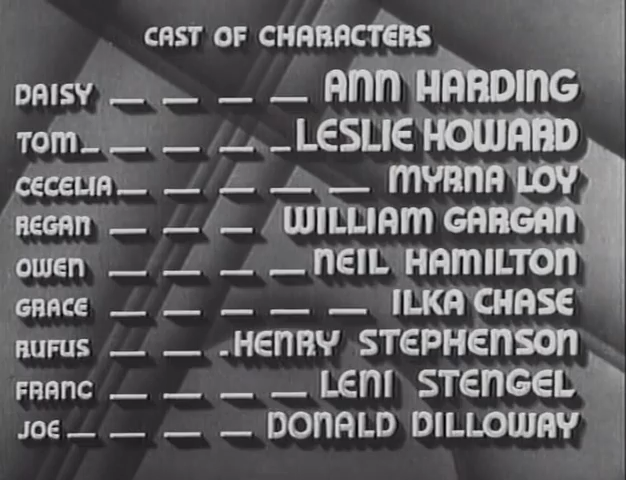 CAST OF CHARACTERS
DAISY _ _ _ _ ANN HARDING
TOM _ _ _ _ _ LESLIE HOWARD
CECELIA _ _ _ _ _ MYRNA LOY
REGAN _ _ _ WILLIAM GARGAN
OWEN _ _ _ _ NEIL HAMILTON
GRACE _ _ _ _ _ ILKA CHASE
RUFUS _ _ . HENRY STEPHENSON
FRANC _ _ _ _ LENI STENGEL
JOE _ _ _ _ DONALD DILLOWAY